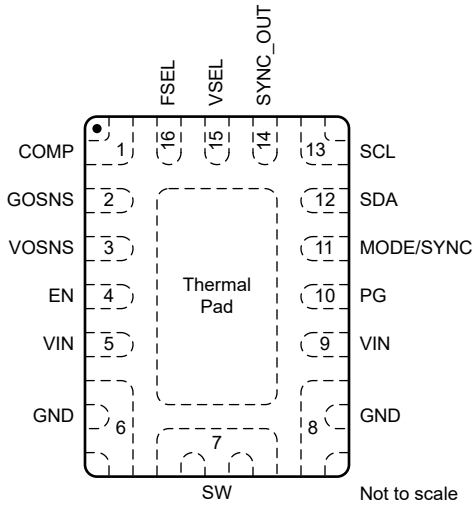 FSEL
VSEL
SYNC_OUT
COMP 1 16 15 14 13 SCL
GOSNS 2 12 SDA
VOSNS 3 11 MODE/SYNC
Thermal
Pad
EN 4 10 PG
VIN 5 9 VIN
GND 6 8 GND
7
SW
Not to scale